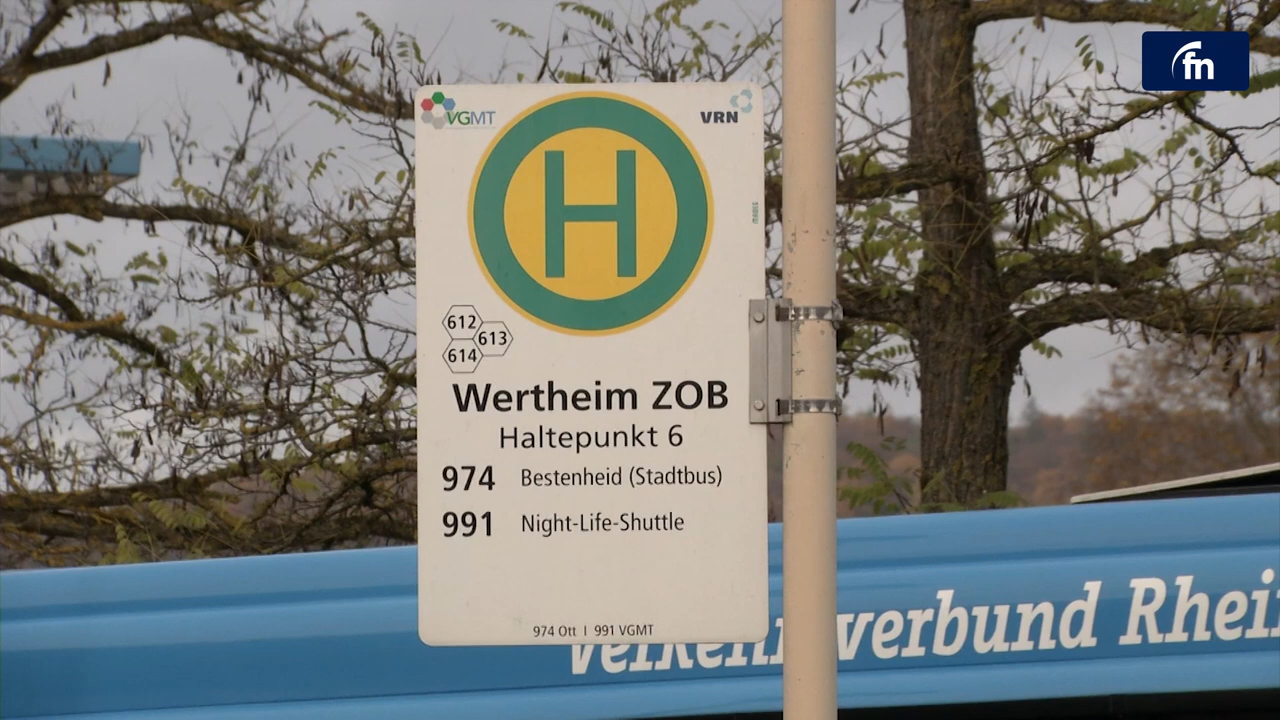 fn
VGMT
VRN
H
612
613
614
Wertheim ZOB
Haltepunkt 6
974 Bestenheid (Stadtbus)
991 Night-Life-Shuttle
974 Ott | 991 VGMT
Verkehrsverbund Rhei